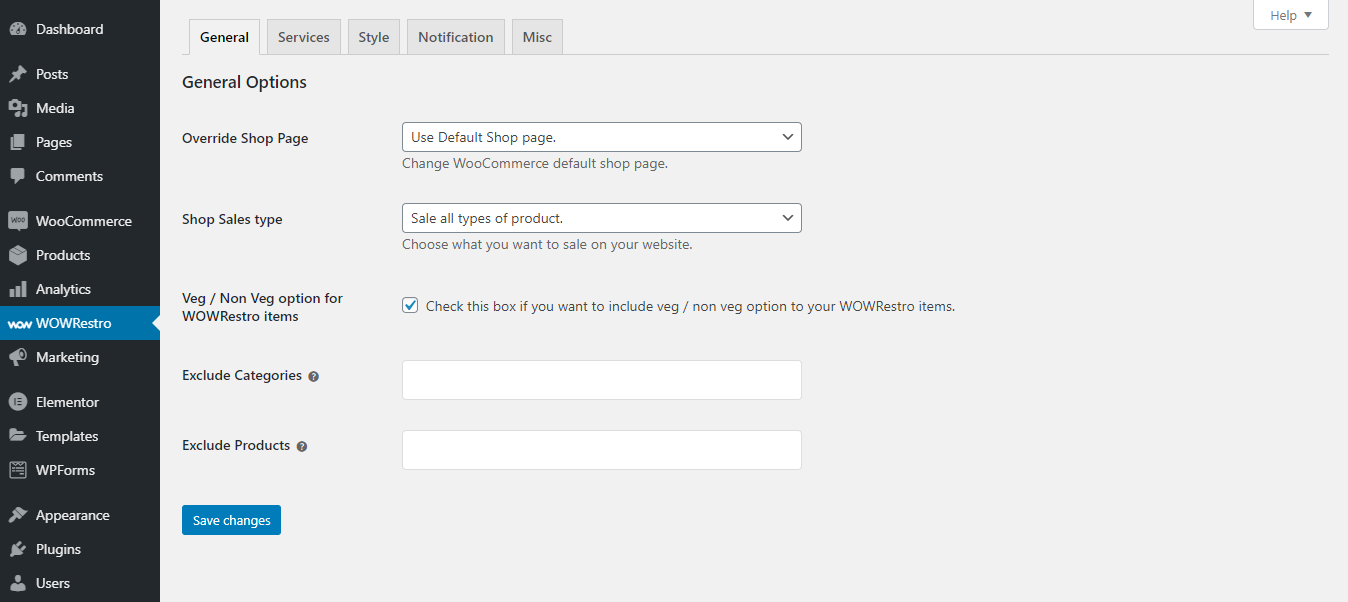 Dashboard
Posts
Media
Pages
Comments
WOO WooCommerce
Products
Analytics
wow WOWRestro
Marketing
Elementor
Templates
WPForms
Appearance
Plugins
Users
Help
General Services Style Notification Misc
General Options
Override Shop Page Use Default Shop page.
Change WooCommerce default shop page.
Shop Sales type Sale all types of product.
Choose what you want to sale on your website.
Veg / Non Veg option for
WOWRestro items
Check this box if you want to include veg / non veg option to your WOWRestro items.
Exclude Categories ?
Exclude Products ?
Save changes